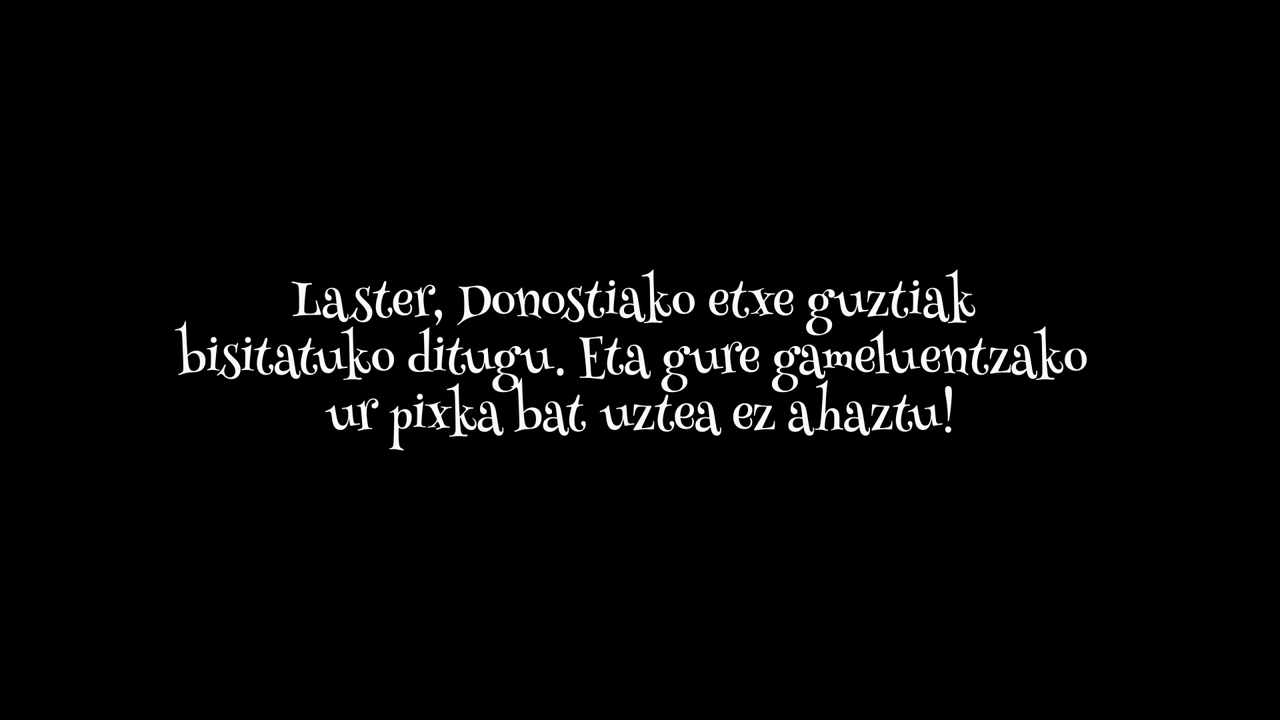 Laster, Donostiako etxe guztiak
bisitatuko ditugu. Eta gure gameluentzako
ur pixka bat uztea ez ahaztu!